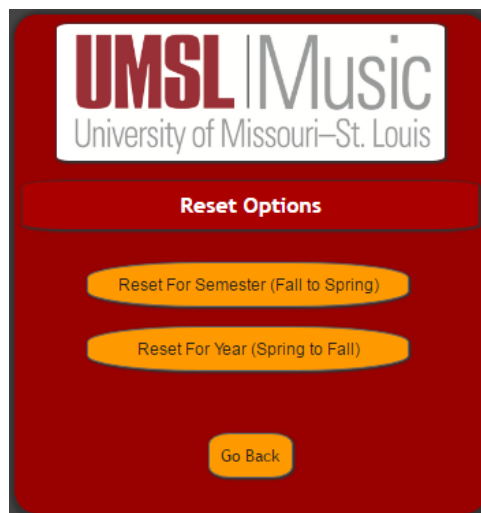 UMSL | Music
University of Missouri–St. Louis
Reset Options
Reset For Semester (Fall to Spring)
Reset For Year (Spring to Fall)
Go Back